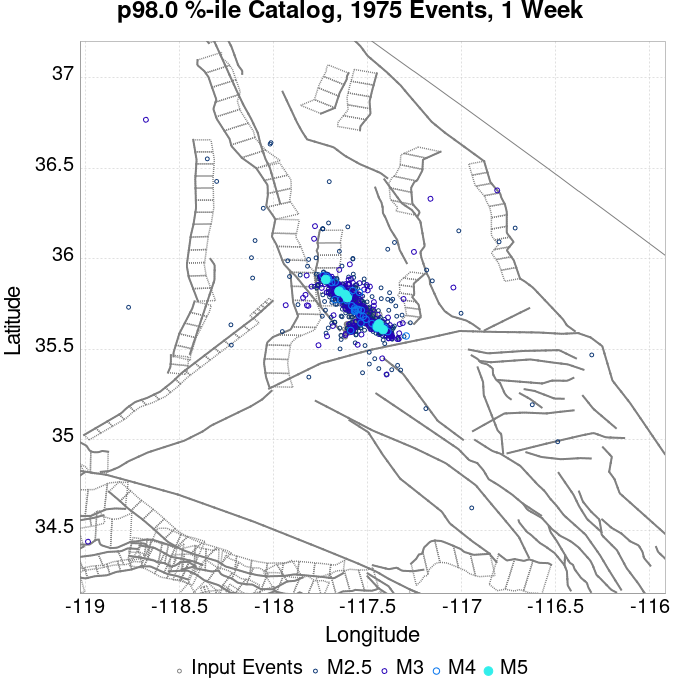 p98.0 %-ile Catalog, 1975 Events, 1 Week
37
36.5
36
35.5
35
34.5
Latitude
-119 -118.5 -118 -117.5 -117 -116.5 -116
Longitude
Input Events M2.5 M3 M4 M5